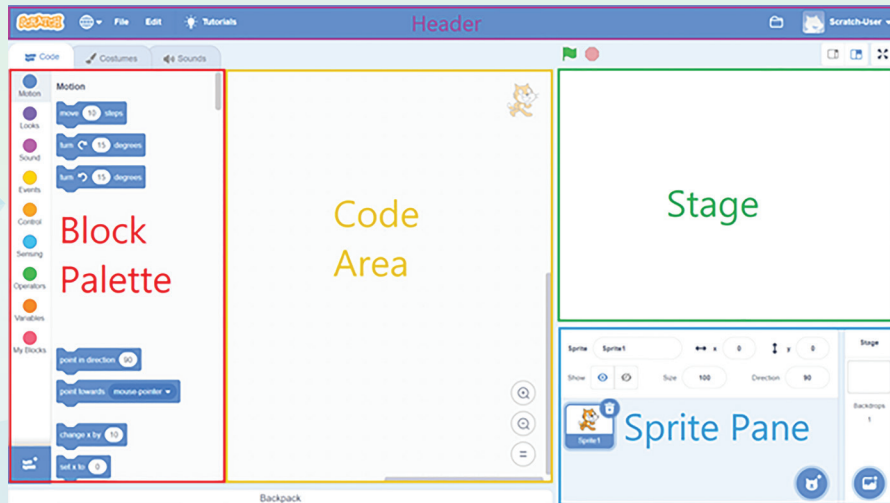 SCRATCH File Edit Tutorials Header Scratch-User
Code Costumes Sounds
Motion
Looks
Sound
Events
Control
Sensing
Operators
Variables
My Blocks
Motion
move 10 steps
turn 15 degrees
turn 15 degrees
Block
Palette
point in direction 90
point towards mouse-pointer
change x by 10
set x to 0
Code
Area
Backpack
Stage
Sprite Sprite1 x 0 y 0
Show Size 100 Direction 90
Sprite1
Sprite Pane
Stage
Backdrops
1